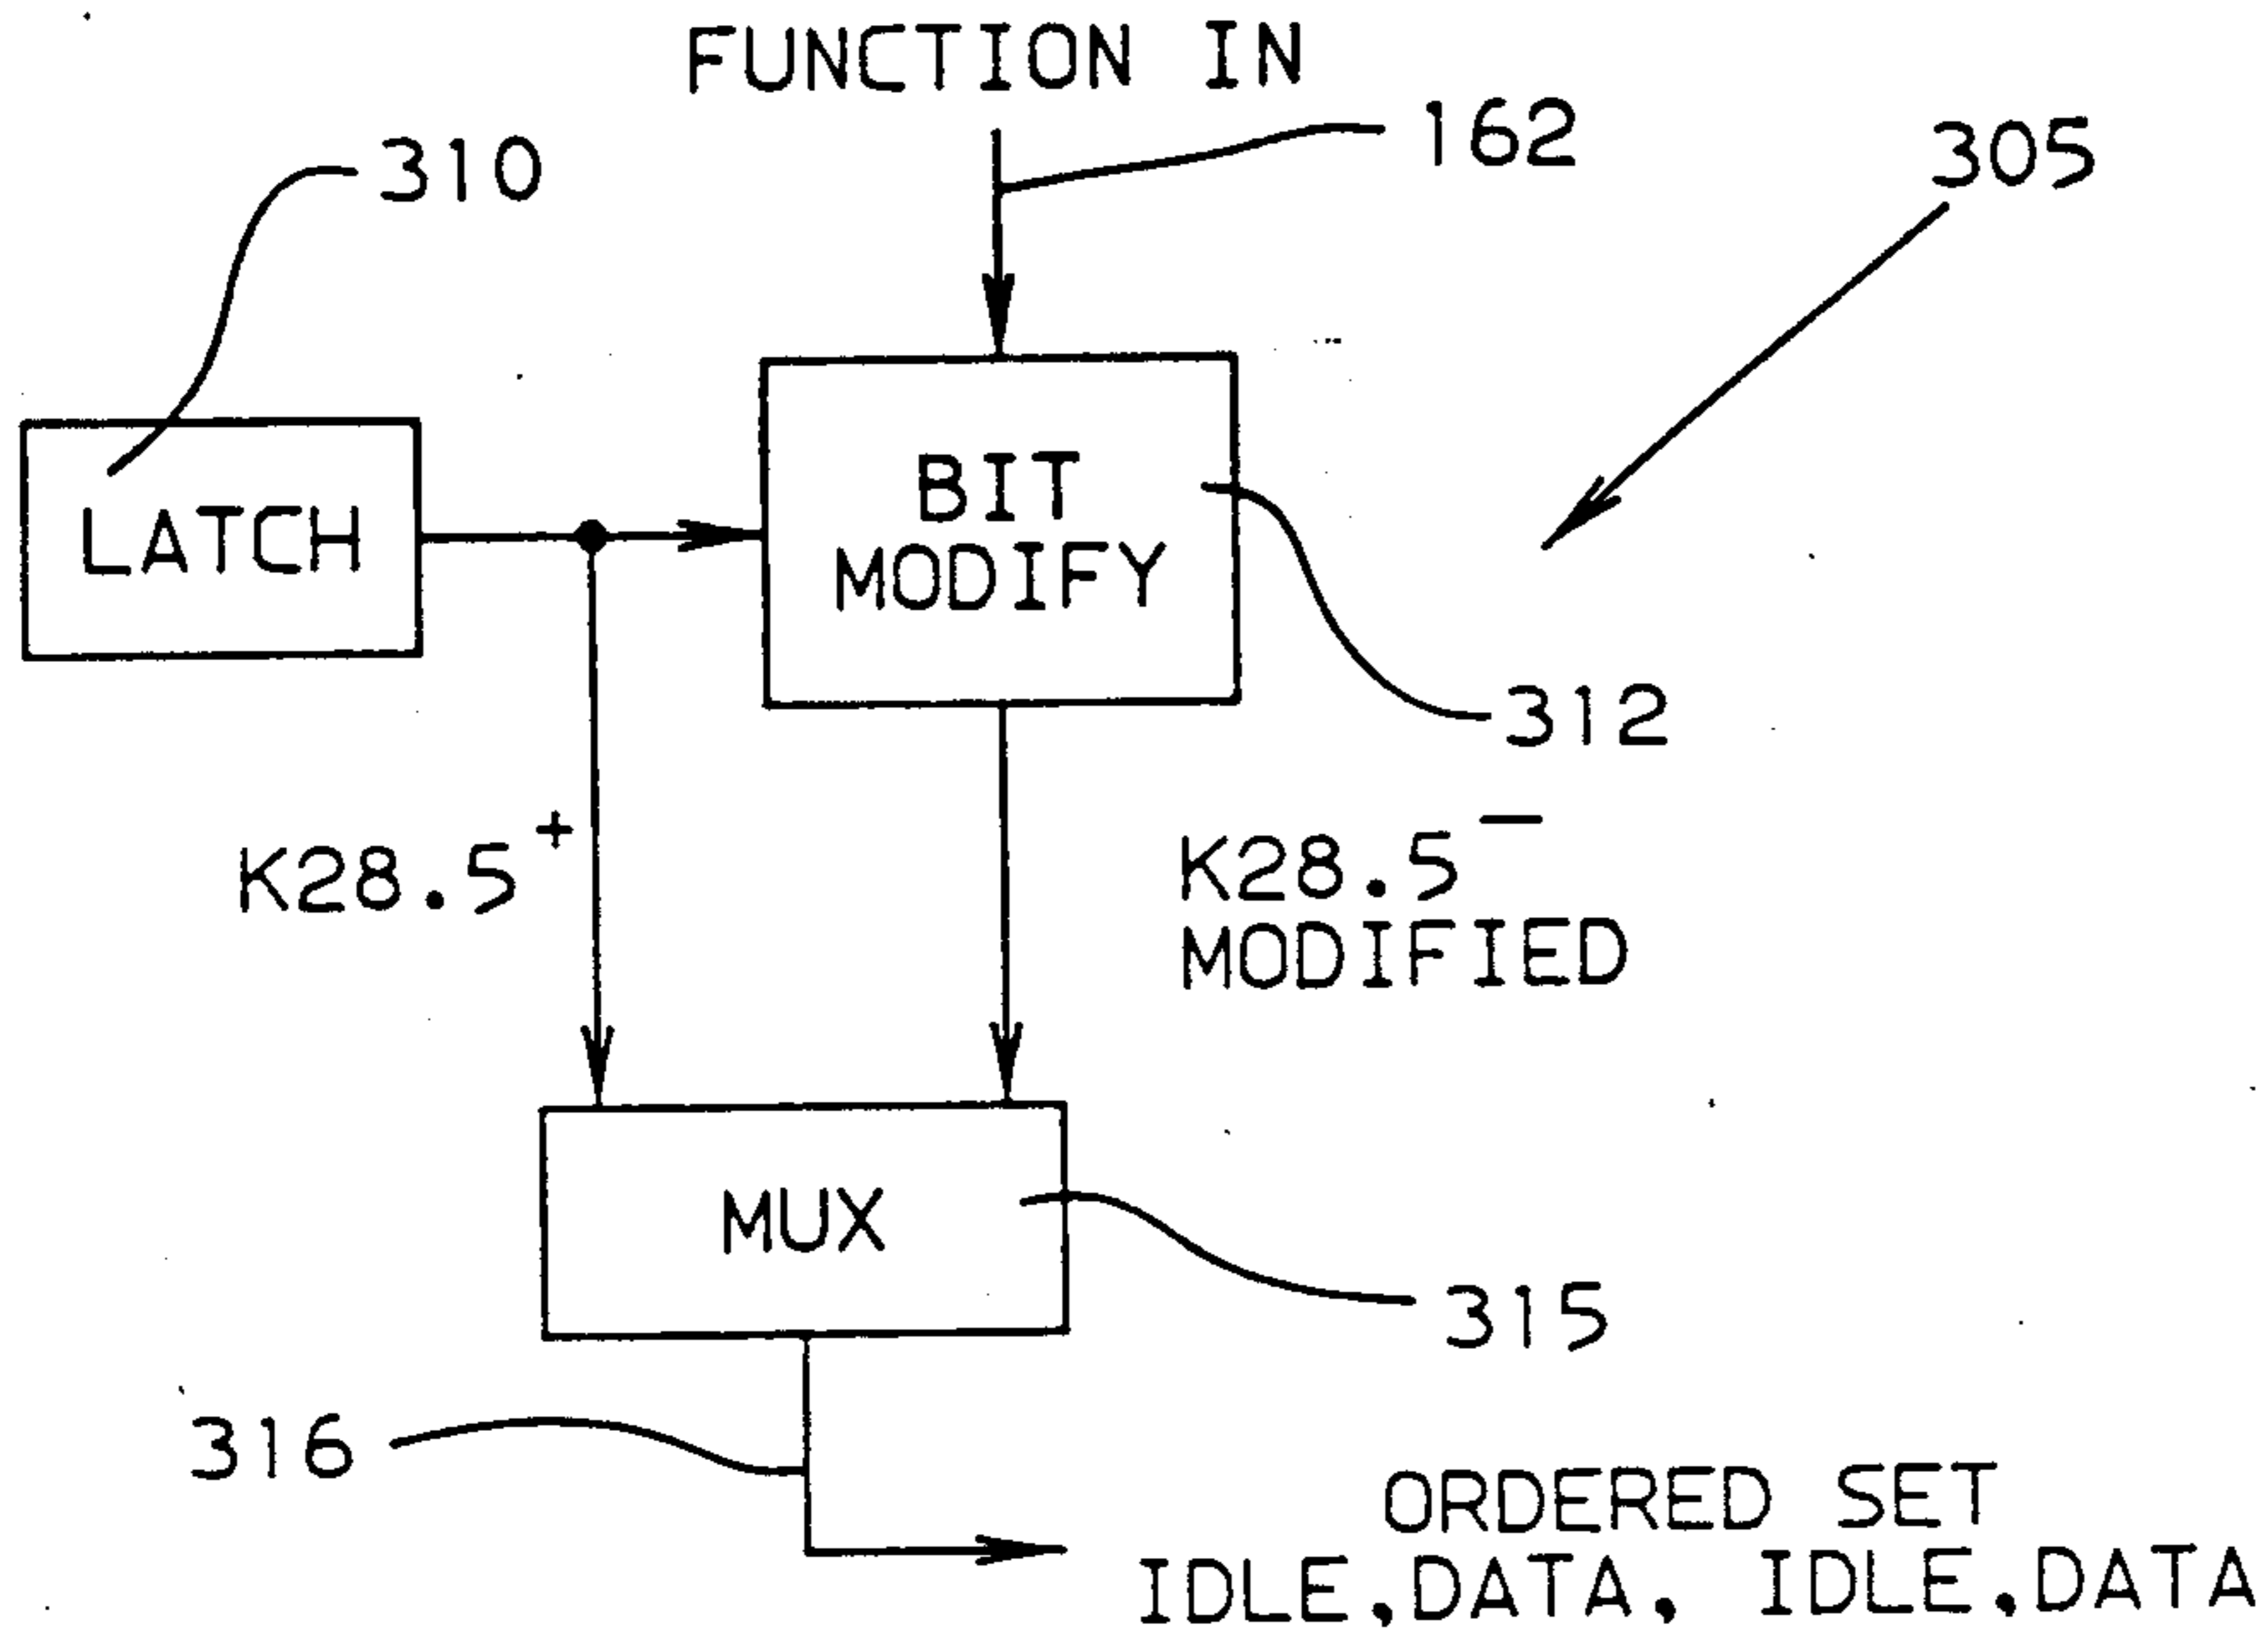 FUNCTION IN
162
305
310
BIT
MODIFY
LATCH
312
K28.5⁺
K28.5⁻
MODIFIED
MUX
315
316
ORDERED SET
IDLE,DATA, IDLE,DATA